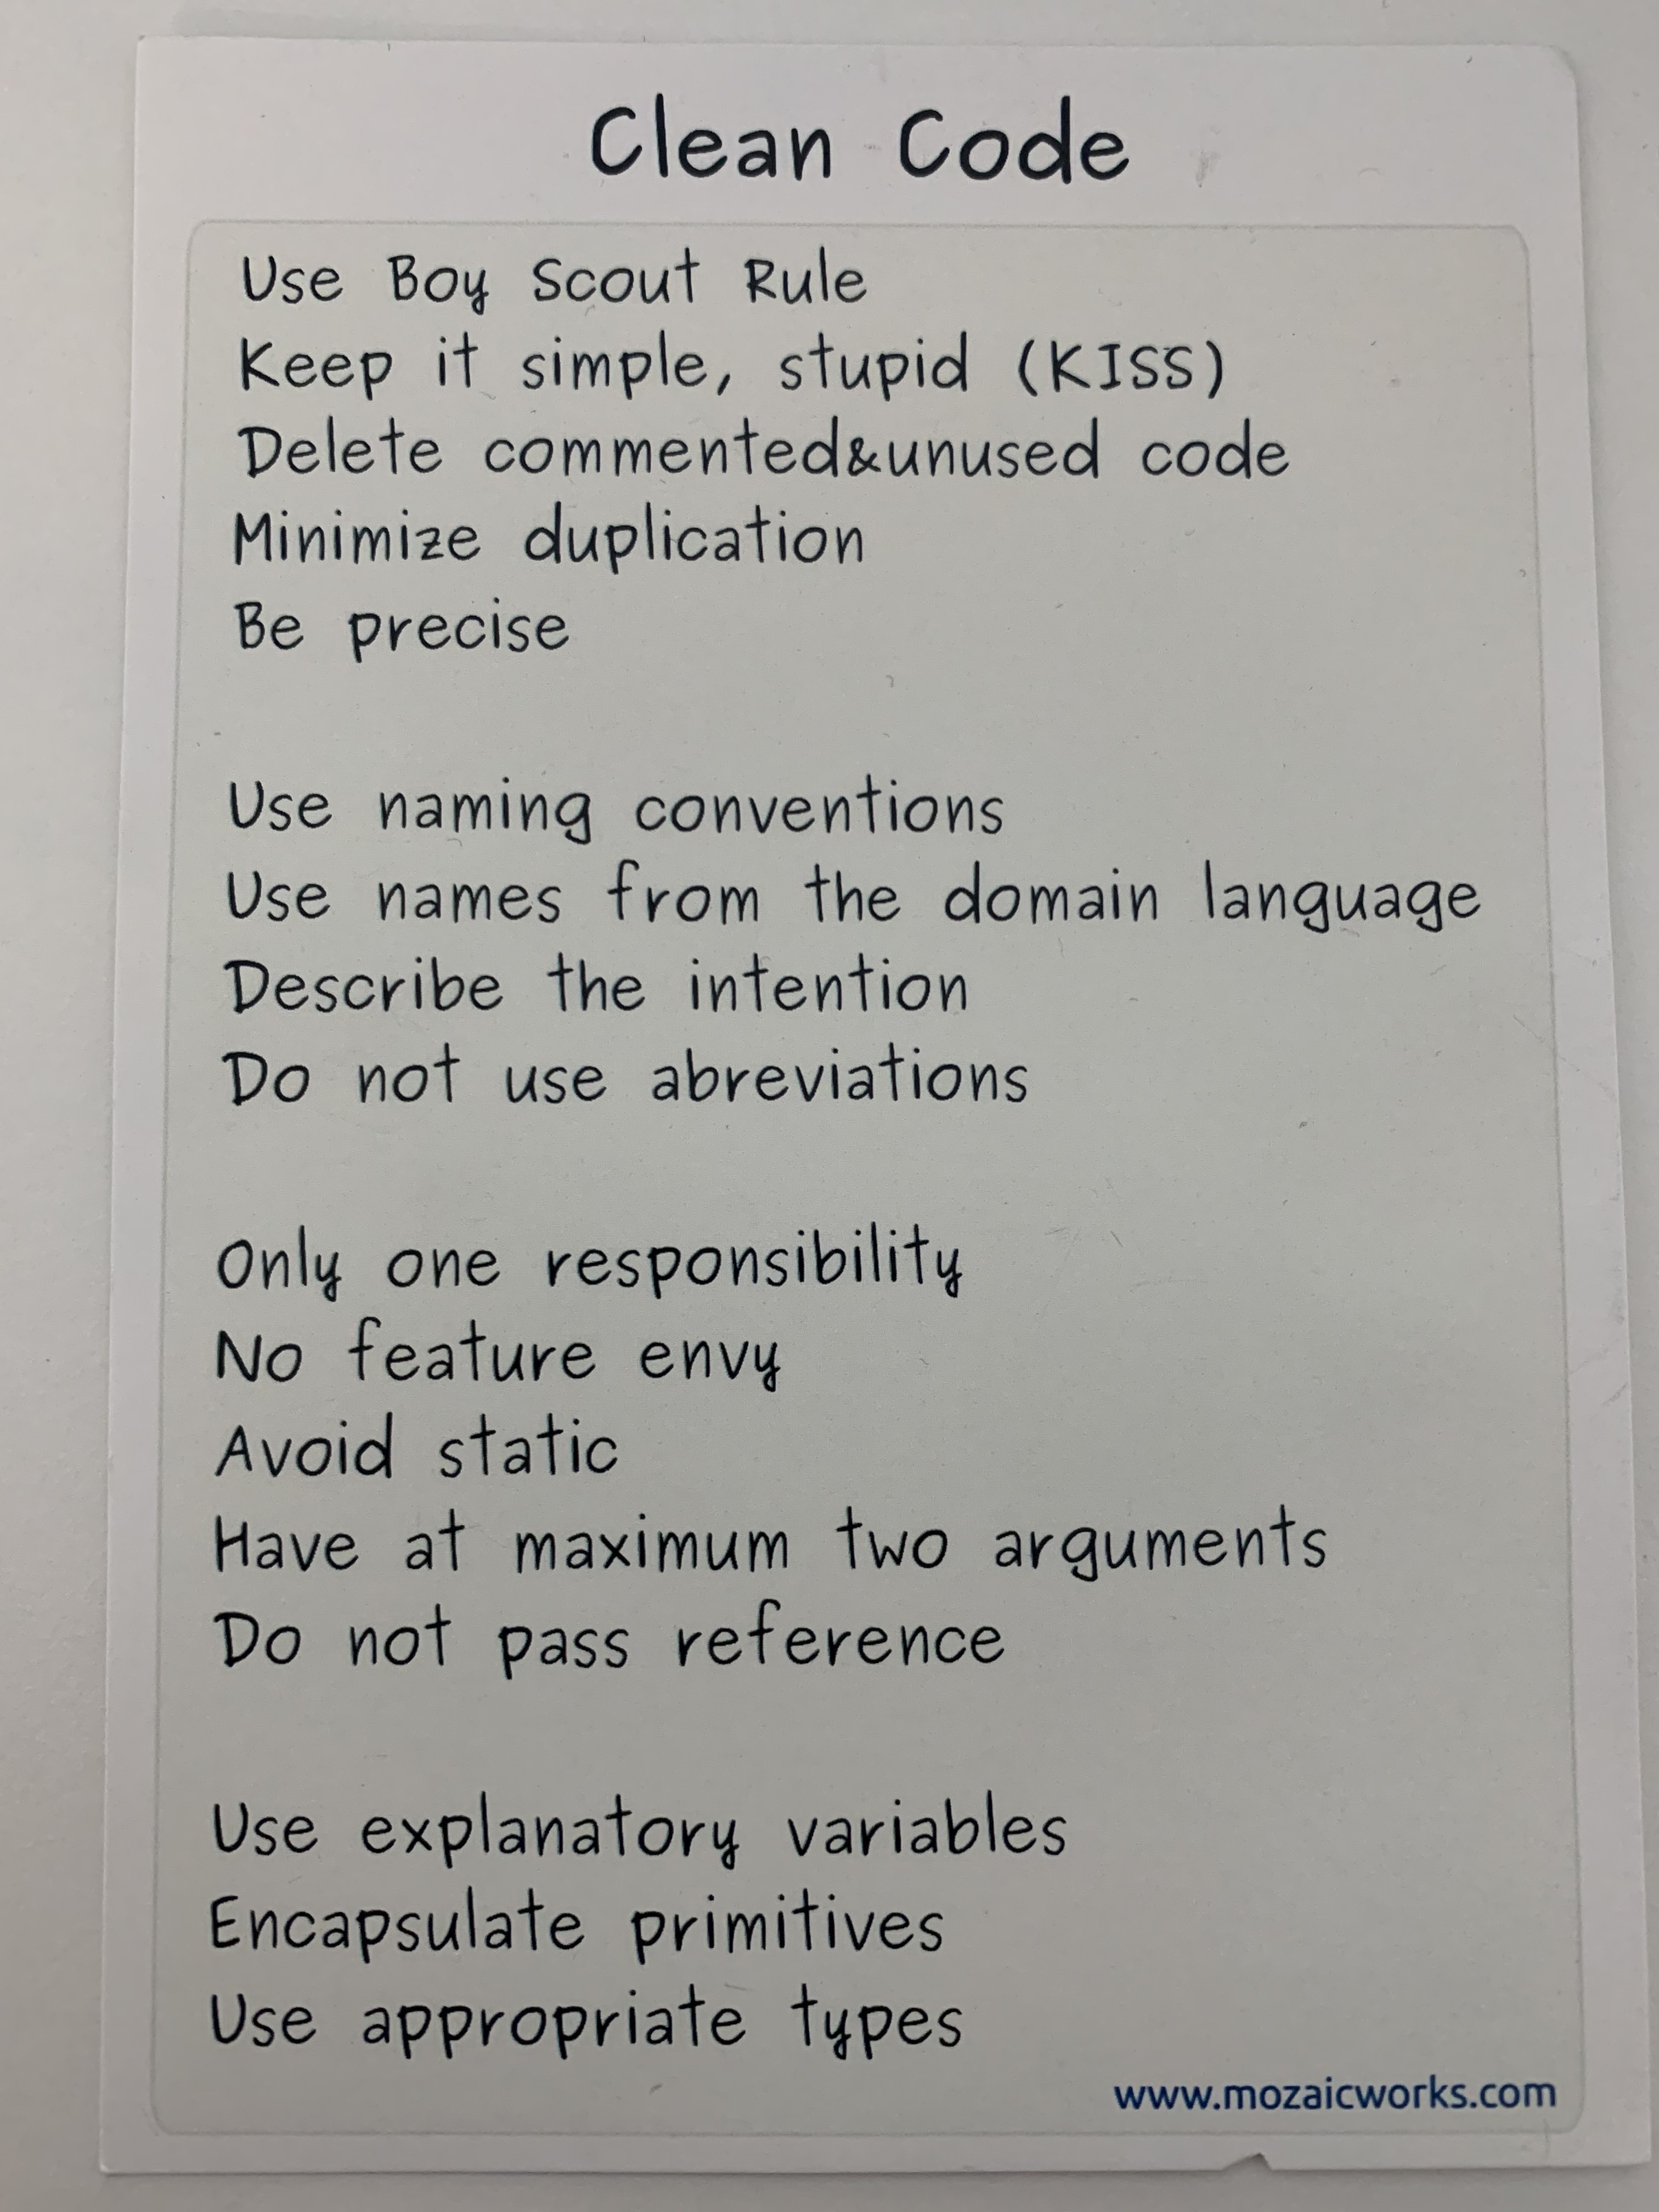 Clean Code
Use Boy Scout Rule
Keep it simple, stupid (KISS)
Delete commented&unused code
Minimize duplication
Be precise
Use naming conventions
Use names from the domain language
Describe the intention
Do not use abreviations
Only one responsibility
No feature envy
Avoid static
Have at maximum two arguments
Do not pass reference
Use explanatory variables
Encapsulate primitives
Use appropriate types
www.mozaicworks.com